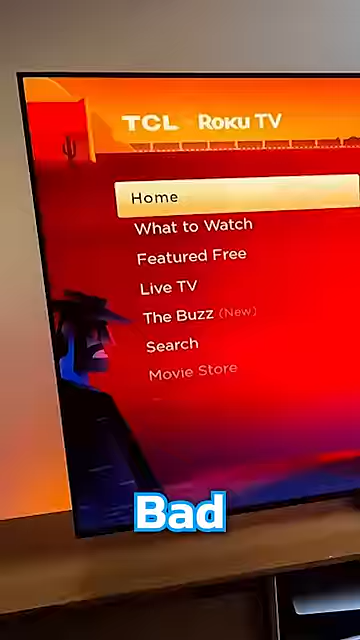 TCL Roku TV
Home
What to Watch
Featured Free
Live TV
The Buzz (New)
Search
Movie Store
Bad